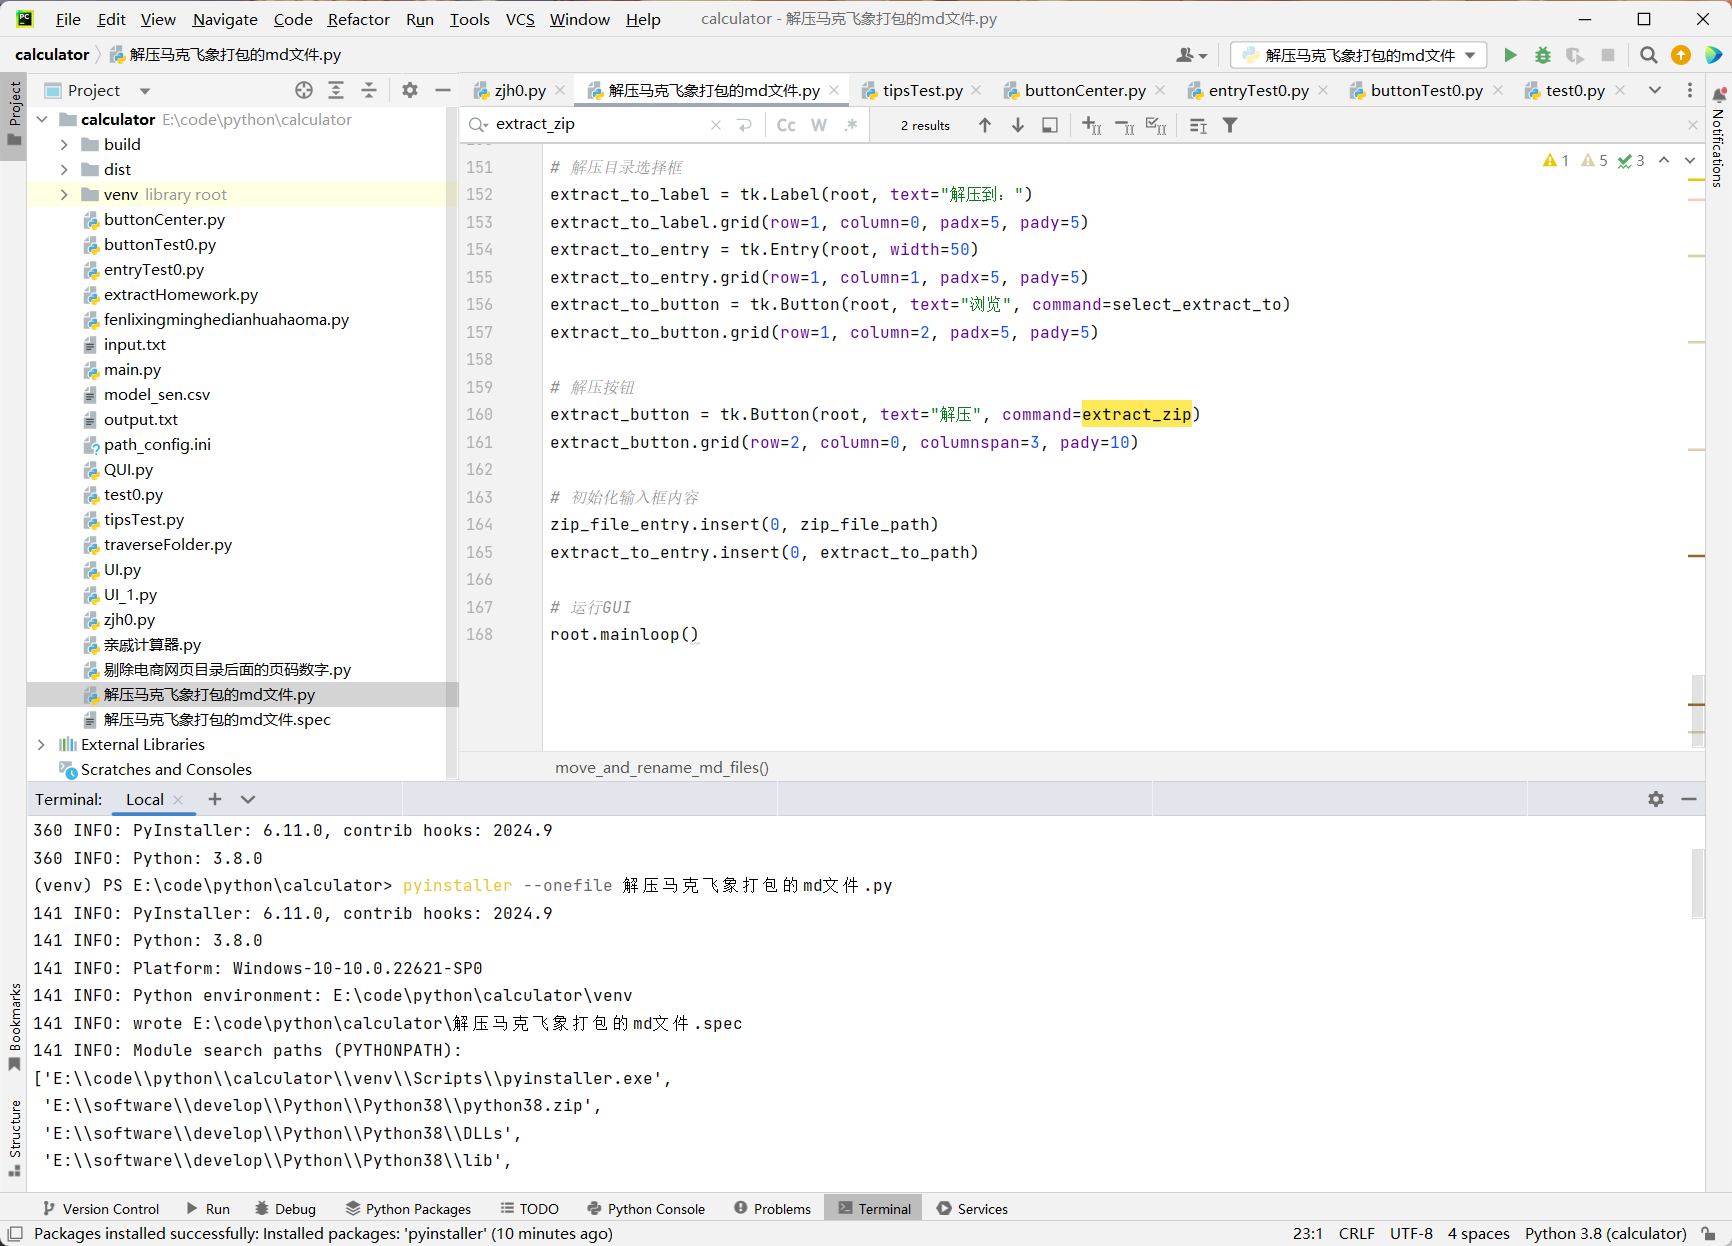 PC
File Edit View Navigate Code Refactor Run Tools VCS Window Help calculator - 解压马克飞象打包的md文件.py
calculator 解压马克飞象打包的md文件.py 解压马克飞象打包的md文件
Project
Project
zjh0.py 解压马克飞象打包的md文件.py tipsTest.py buttonCenter.py entryTest0.py buttonTest0.py test0.py
Notifications
calculator E:\code\python\calculator
build
dist
venv library root
buttonCenter.py
buttonTest0.py
entryTest0.py
extractHomework.py
fenlixingminghedianhuahaoma.py
input.txt
main.py
model_sen.csv
output.txt
path_config.ini
QUI.py
test0.py
tipsTest.py
traverseFolder.py
UI.py
UI_1.py
zjh0.py
亲戚计算器.py
剔除电商网页目录后面的页码数字.py
解压马克飞象打包的md文件.py
解压马克飞象打包的md文件.spec
External Libraries
Scratches and Consoles
extract_zip Cc W .* 2 results
1 5 3
151 # 解压目录选择框
152 extract_to_label = tk.Label(root, text="解压到：")
153 extract_to_label.grid(row=1, column=0, padx=5, pady=5)
154 extract_to_entry = tk.Entry(root, width=50)
155 extract_to_entry.grid(row=1, column=1, padx=5, pady=5)
156 extract_to_button = tk.Button(root, text="浏览", command=select_extract_to)
157 extract_to_button.grid(row=1, column=2, padx=5, pady=5)
158
159 # 解压按钮
160 extract_button = tk.Button(root, text="解压", command=extract_zip)
161 extract_button.grid(row=2, column=0, columnspan=3, pady=10)
162
163 # 初始化输入框内容
164 zip_file_entry.insert(0, zip_file_path)
165 extract_to_entry.insert(0, extract_to_path)
166
167 # 运行GUI
168 root.mainloop()
move_and_rename_md_files()
Terminal: Local
360 INFO: PyInstaller: 6.11.0, contrib hooks: 2024.9
360 INFO: Python: 3.8.0
(venv) PS E:\code\python\calculator> pyinstaller --onefile 解压马克飞象打包的md文件.py
141 INFO: PyInstaller: 6.11.0, contrib hooks: 2024.9
141 INFO: Python: 3.8.0
141 INFO: Platform: Windows-10-10.0.22621-SP0
141 INFO: Python environment: E:\code\python\calculator\venv
141 INFO: wrote E:\code\python\calculator\解压马克飞象打包的md文件.spec
141 INFO: Module search paths (PYTHONPATH):
['E:\\code\\python\\calculator\\venv\\Scripts\\pyinstaller.exe',
'E:\\software\\develop\\Python\\Python38\\python38.zip',
'E:\\software\\develop\\Python\\Python38\\DLLs',
'E:\\software\\develop\\Python\\Python38\\lib',
Bookmarks
Structure
Version Control Run Debug Python Packages TODO Python Console Problems Terminal Services
Packages installed successfully: Installed packages: 'pyinstaller' (10 minutes ago) 23:1 CRLF UTF-8 4 spaces Python 3.8 (calculator)